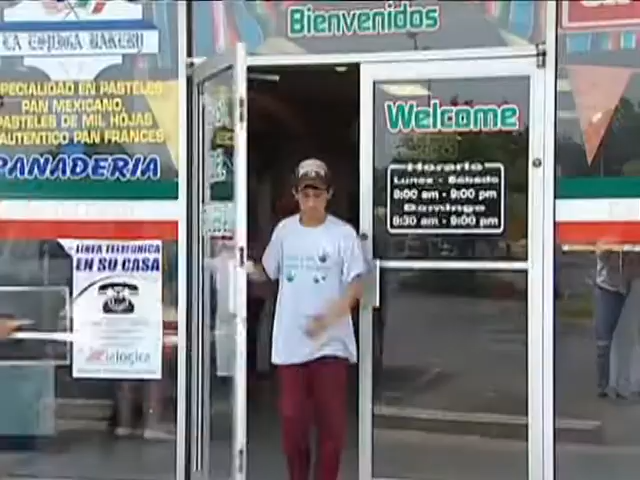 Bienvenidos
LA ESPIGA BAKERY
ESPECIALIDAD EN PASTELES
PAN MEXICANO,
PASTELES DE MIL HOJAS
AUTENTICO PAN FRANCES
PANADERIA
Welcome
Horario
Lunes - Sabado
8:00 am - 9:00 pm
Domingo
8:30 am - 9:00 pm
LINEA TELEFONICA
EN SU CASA